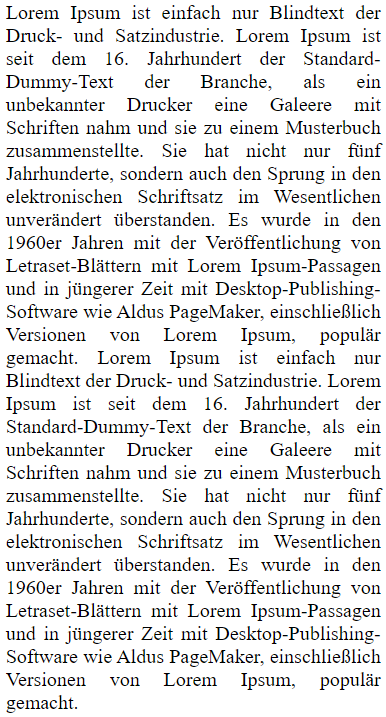 Lorem Ipsum ist einfach nur Blindtext der
Druck- und Satzindustrie. Lorem Ipsum ist
seit dem 16. Jahrhundert der Standard-
Dummy-Text der Branche, als ein
unbekannter Drucker eine Galeere mit
Schriften nahm und sie zu einem Musterbuch
zusammenstellte. Sie hat nicht nur fünf
Jahrhunderte, sondern auch den Sprung in den
elektronischen Schriftsatz im Wesentlichen
unverändert überstanden. Es wurde in den
1960er Jahren mit der Veröffentlichung von
Letraset-Blättern mit Lorem Ipsum-Passagen
und in jüngerer Zeit mit Desktop-Publishing-
Software wie Aldus PageMaker, einschließlich
Versionen von Lorem Ipsum, populär
gemacht. Lorem Ipsum ist einfach nur
Blindtext der Druck- und Satzindustrie. Lorem
Ipsum ist seit dem 16. Jahrhundert der
Standard-Dummy-Text der Branche, als ein
unbekannter Drucker eine Galeere mit
Schriften nahm und sie zu einem Musterbuch
zusammenstellte. Sie hat nicht nur fünf
Jahrhunderte, sondern auch den Sprung in den
elektronischen Schriftsatz im Wesentlichen
unverändert überstanden. Es wurde in den
1960er Jahren mit der Veröffentlichung von
Letraset-Blättern mit Lorem Ipsum-Passagen
und in jüngerer Zeit mit Desktop-Publishing-
Software wie Aldus PageMaker, einschließlich
Versionen von Lorem Ipsum, populär
gemacht.